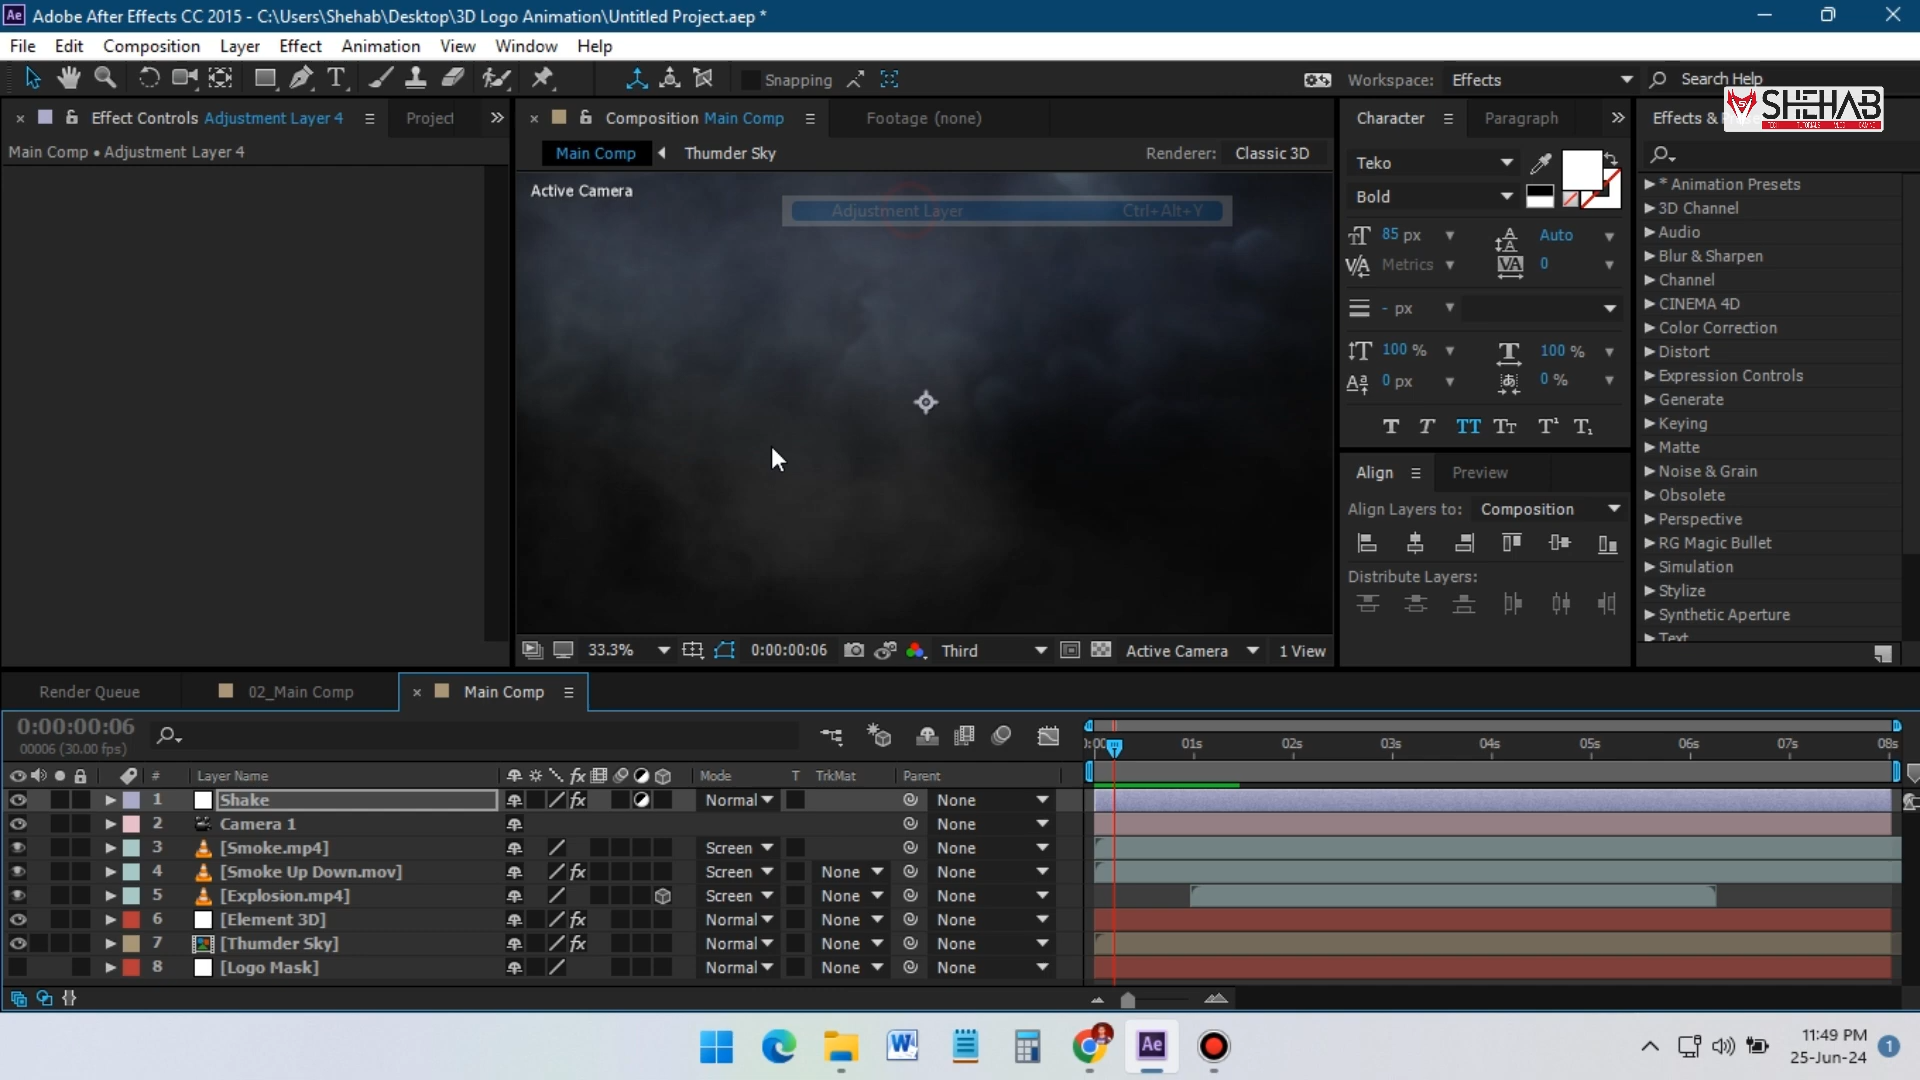 Adobe After Effects CC 2015 - C:\Users\Shehab\Desktop\3D Logo Animation\Untitled Project.aep *
File Edit Composition Layer Effect Animation View Window Help
Snapping
Workspace: Effects
Search Help
SHEHAB
Effect Controls Adjustment Layer 4
Project
Composition Main Comp
Footage (none)
Character
Paragraph
Effects &
Main Comp • Adjustment Layer 4
Main Comp
Thumder Sky
Renderer: Classic 3D
Active Camera
Adjustment Layer Ctrl+Alt+Y
Teko
Bold
85 px
Auto
Metrics
0
- px
100 %
100 %
0 px
0 %
Align
Preview
Align Layers to: Composition
Distribute Layers:
* Animation Presets
3D Channel
Audio
Blur & Sharpen
Channel
CINEMA 4D
Color Correction
Distort
Expression Controls
Generate
Keying
Matte
Noise & Grain
Obsolete
Perspective
RG Magic Bullet
Simulation
Stylize
Synthetic Aperture
Text
33.3%
0:00:00:06
Third
Active Camera
1 View
Render Queue
02_Main Comp
Main Comp
0:00:00:06
00006 (30.00 fps)
01s 02s 03s 04s 05s 06s 07s 08s
# Layer Name Mode T TrkMat Parent
1 Shake Normal None
2 Camera 1 None
3 [Smoke.mp4] Screen None
4 [Smoke Up Down.mov] Screen None None
5 [Explosion.mp4] Screen None None
6 [Element 3D] Normal None None
7 [Thumder Sky] Normal None None
8 [Logo Mask] Normal None None
11:49 PM
25-Jun-24
1